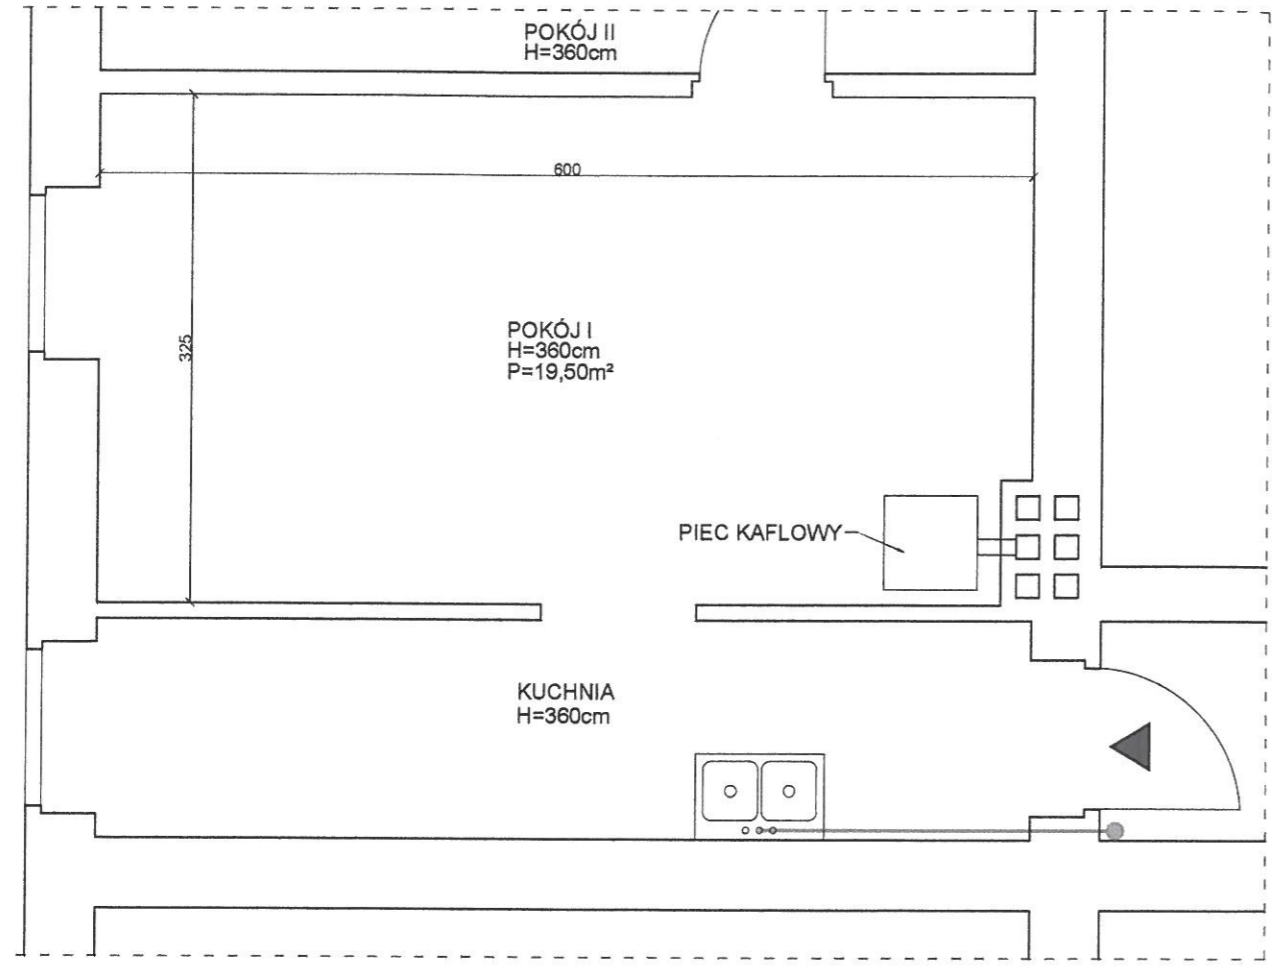 POKÓJ II
H=360cm
600
325
POKÓJ I
H=360cm
P=19,50m²
PIEC KAFLOWY
KUCHNIA
H=360cm